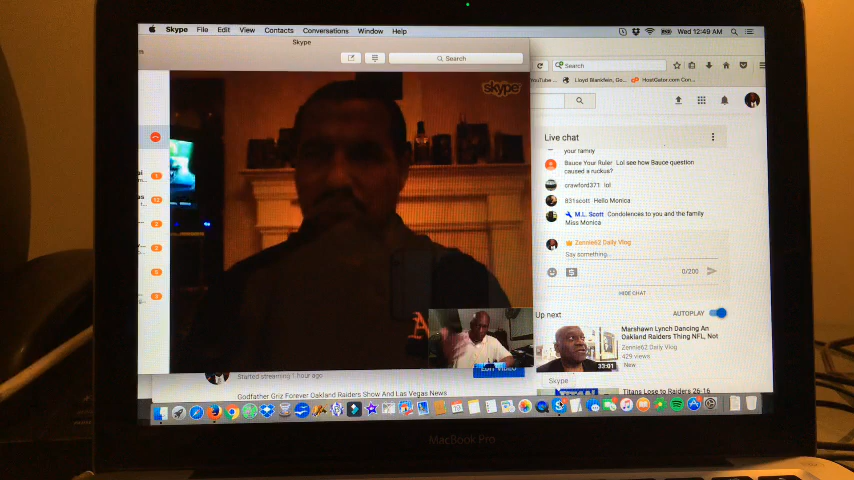 Skype File Edit View Contacts Conversations Window Help
Wed 12:49 AM
Skype
Search
Search
YouTube ...
Lloyd Blankfein, Go...
HostGator.com Con...
skype
Live chat
your family
Bauce Your Ruler Lol see how Bauce question
caused a ruckus?
crawford371 lol
831scott Hello Monica
M.L. Scott Condolences to you and the family
Miss Monica
Zennie62 Daily Vlog
Say something...
0/200
HIDE CHAT
Up next
AUTOPLAY
Marshawn Lynch Dancing An
Oakland Raiders Thing NFL, Not
Zennie62 Daily Vlog
429 views
Now
33:01
Skype
Titans Lose to Raiders 26-16
EDIT VIDEO
Started streaming 1 hour ago
Godfather Griz Forever Oakland Raiders Show And Las Vegas News
MacBook Pro